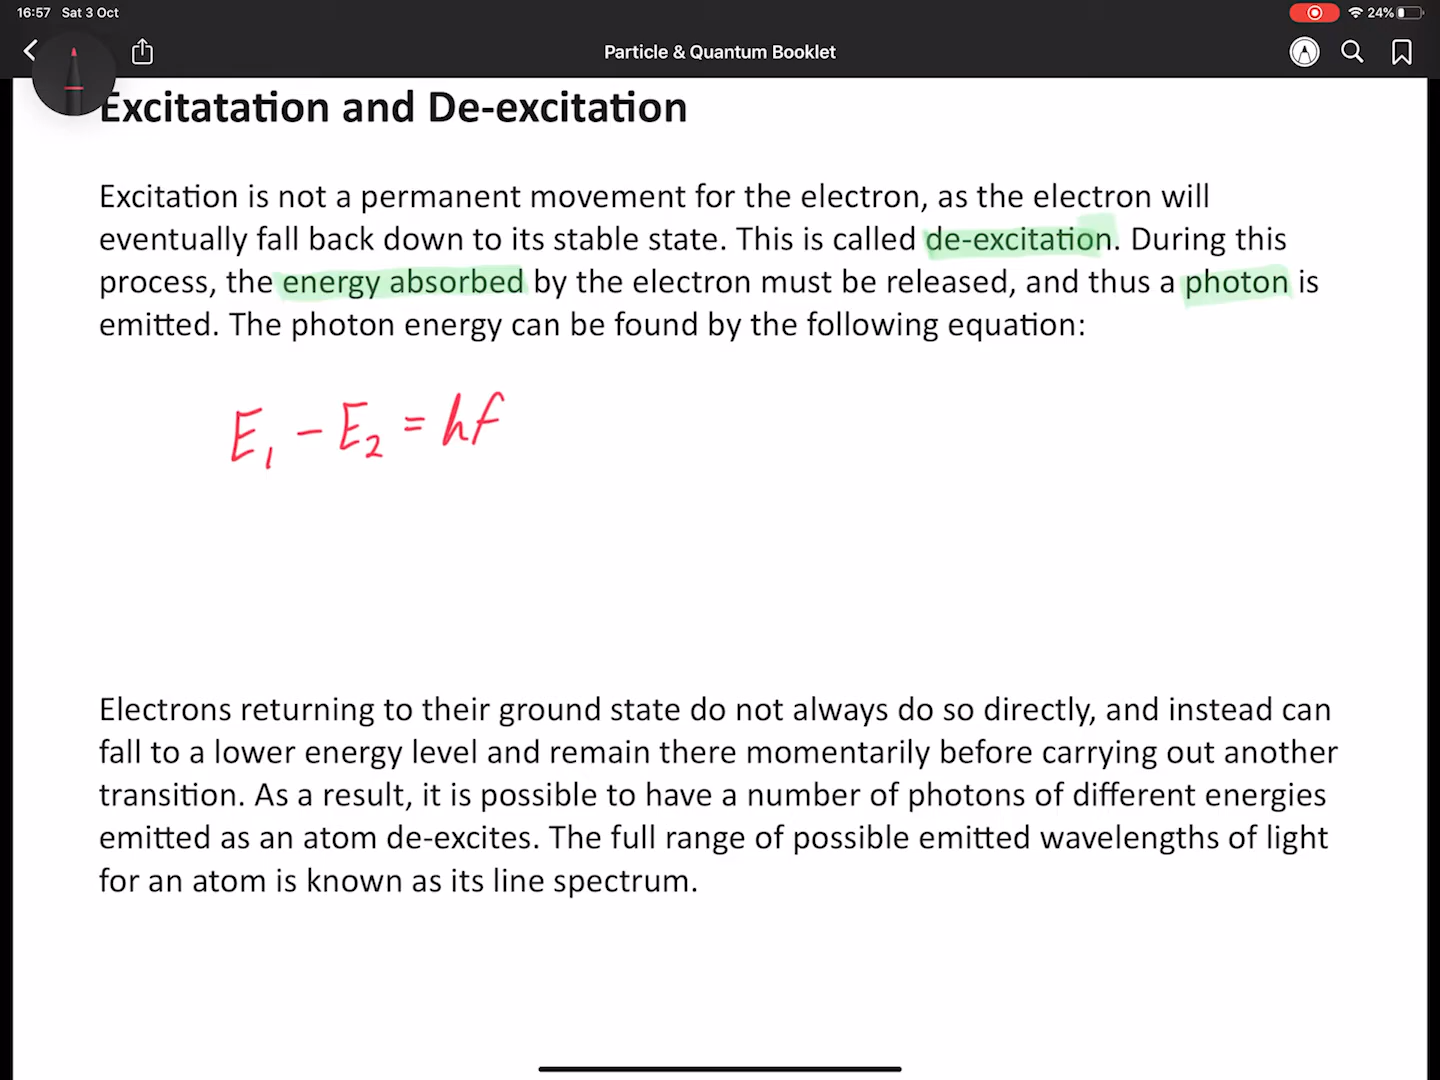 16:57 Sat 3 Oct
24%
Particle & Quantum Booklet
Excitatation and De-excitation
Excitation is not a permanent movement for the electron, as the electron will
eventually fall back down to its stable state. This is called de-excitation. During this
process, the energy absorbed by the electron must be released, and thus a photon is
emitted. The photon energy can be found by the following equation:
E₁ - E₂ = hf
Electrons returning to their ground state do not always do so directly, and instead can
fall to a lower energy level and remain there momentarily before carrying out another
transition. As a result, it is possible to have a number of photons of different energies
emitted as an atom de-excites. The full range of possible emitted wavelengths of light
for an atom is known as its line spectrum.